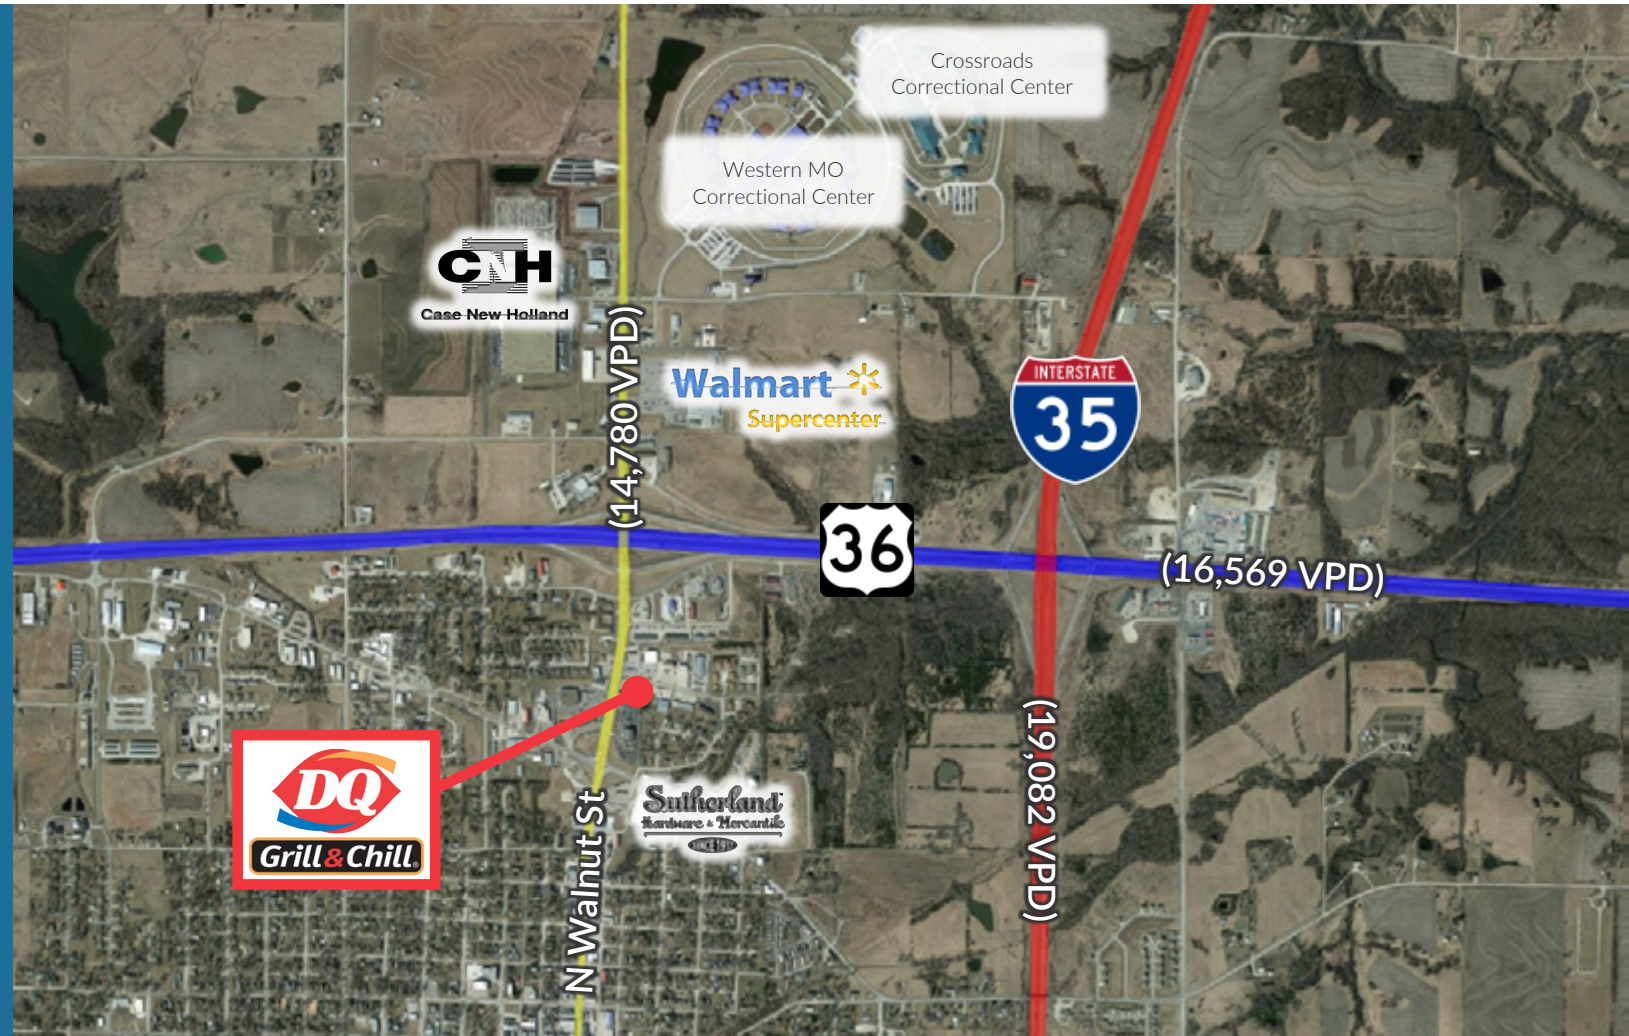 Crossroads
Correctional Center
Western MO
Correctional Center
CNH
Case New Holland
(14,780 VPD)
Walmart
Supercenter
INTERSTATE
35
36
(16,569 VPD)
DQ
Grill & Chill
N Walnut St
Sutherland
Hardware & Mercantile
(19,082 VPD)